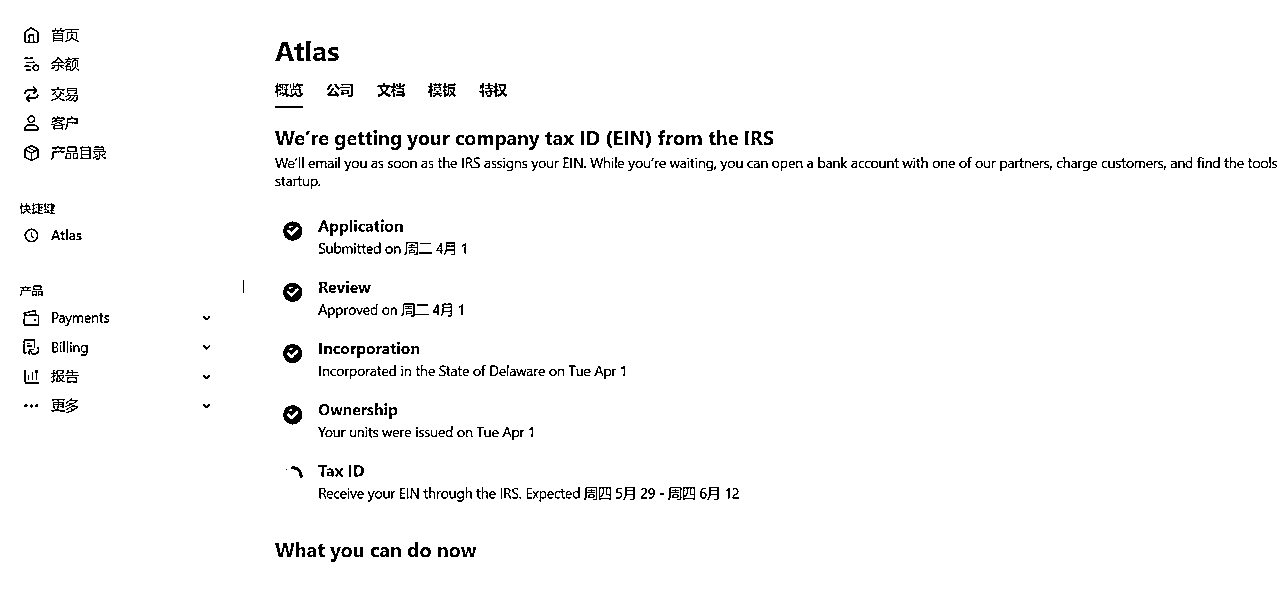 首页
余额
交易
客户
产品目录
快捷键
Atlas
产品
Payments
Billing
报告
更多
Atlas
概览 公司 文档 模板 特权
We're getting your company tax ID (EIN) from the IRS
We'll email you as soon as the IRS assigns your EIN. While you're waiting, you can open a bank account with one of our partners, charge customers, and find the tools
startup.
Application
Submitted on 周二 4月 1
Review
Approved on 周二 4月 1
Incorporation
Incorporated in the State of Delaware on Tue Apr 1
Ownership
Your units were issued on Tue Apr 1
Tax ID
Receive your EIN through the IRS. Expected 周四 5月 29 - 周四 6月 12
What you can do now